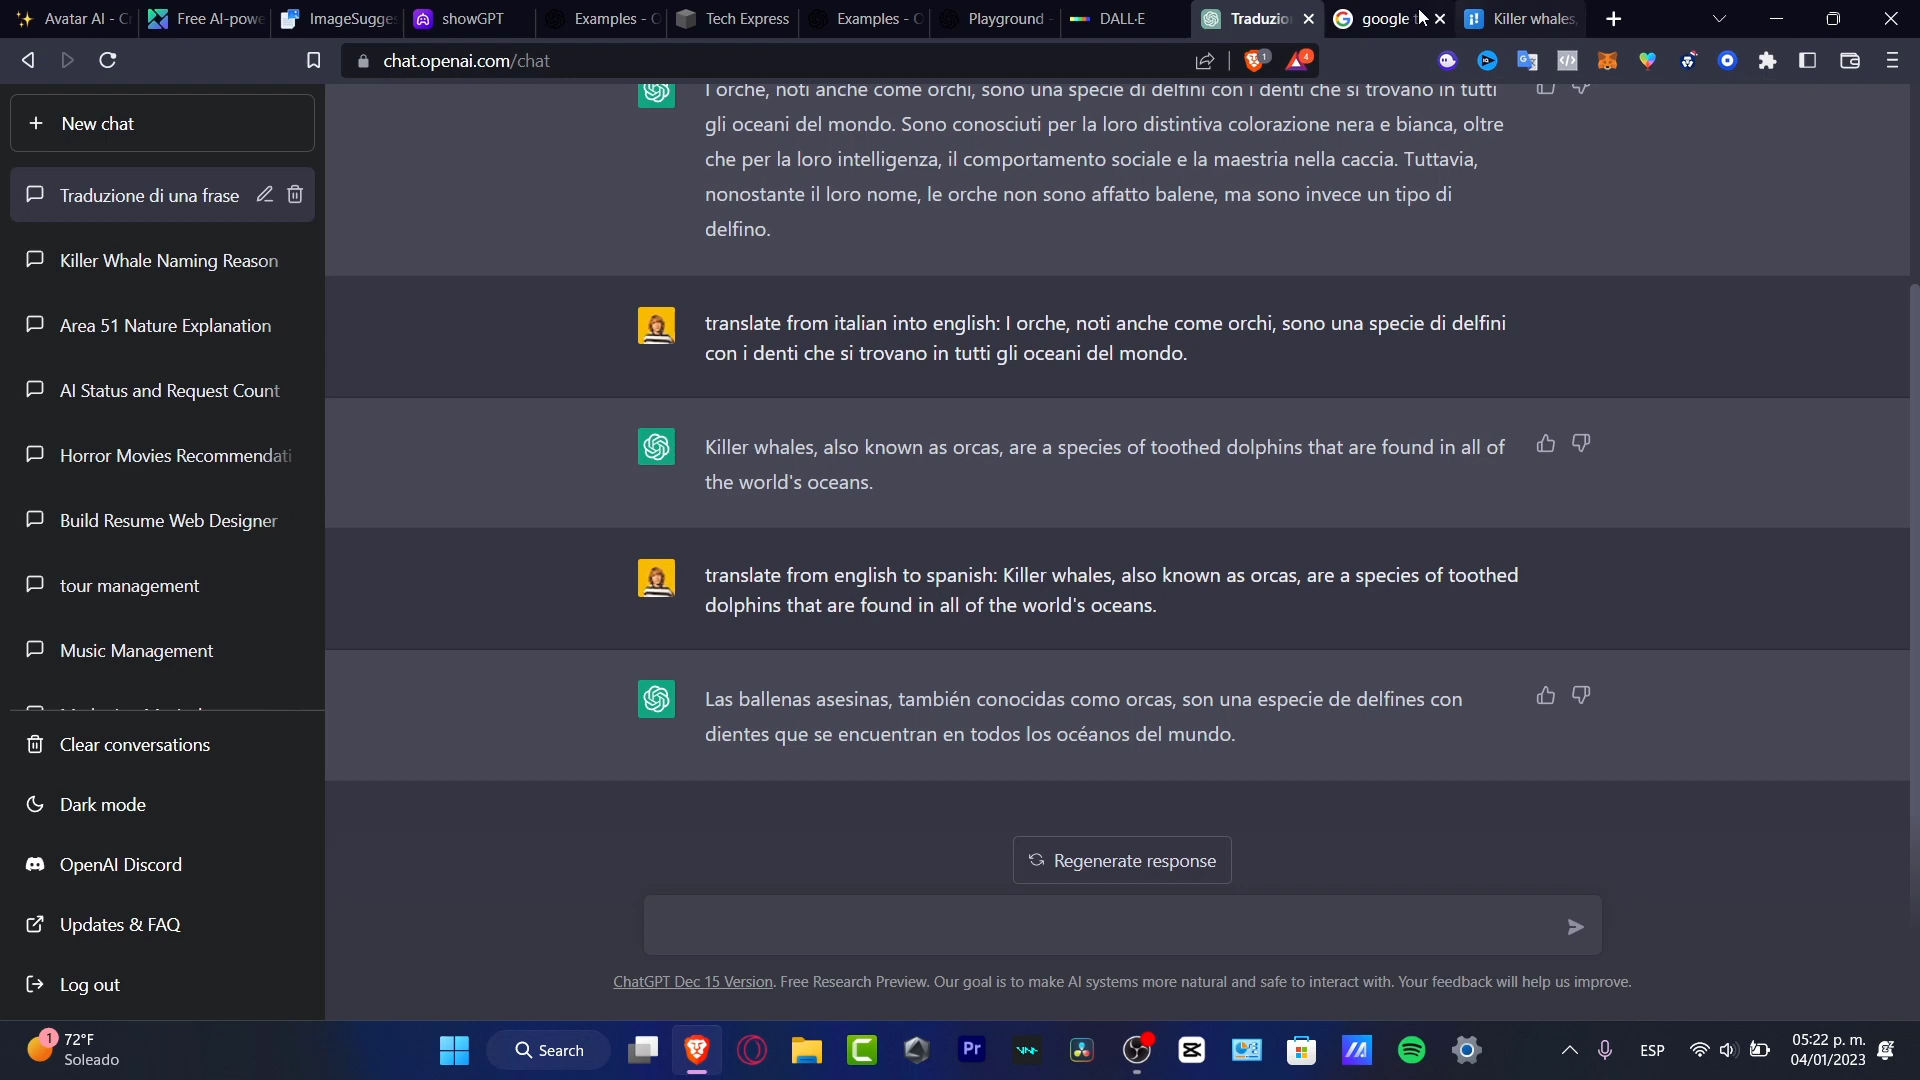 Avatar AI - Cr
Free AI-powe
ImageSugges
showGPT
Examples - O
Tech Express
Examples - O
Playground -
DALL·E
Traduzio
google t
Killer whales,
chat.openai.com/chat
1
4
New chat
Traduzione di una frase
Killer Whale Naming Reason
Area 51 Nature Explanation
AI Status and Request Count
Horror Movies Recommendati
Build Resume Web Designer
tour management
Music Management
Clear conversations
Dark mode
OpenAI Discord
Updates & FAQ
Log out
I orche, noti anche come orchi, sono una specie di delfini con i denti che si trovano in tutti
gli oceani del mondo. Sono conosciuti per la loro distintiva colorazione nera e bianca, oltre
che per la loro intelligenza, il comportamento sociale e la maestria nella caccia. Tuttavia,
nonostante il loro nome, le orche non sono affatto balene, ma sono invece un tipo di
delfino.
translate from italian into english: I orche, noti anche come orchi, sono una specie di delfini
con i denti che si trovano in tutti gli oceani del mondo.
Killer whales, also known as orcas, are a species of toothed dolphins that are found in all of
the world's oceans.
translate from english to spanish: Killer whales, also known as orcas, are a species of toothed
dolphins that are found in all of the world's oceans.
Las ballenas asesinas, también conocidas como orcas, son una especie de delfines con
dientes que se encuentran en todos los océanos del mundo.
Regenerate response
ChatGPT Dec 15 Version. Free Research Preview. Our goal is to make AI systems more natural and safe to interact with. Your feedback will help us improve.
1
72°F
Soleado
Search
Pr
ESP
05:22 p. m.
04/01/2023